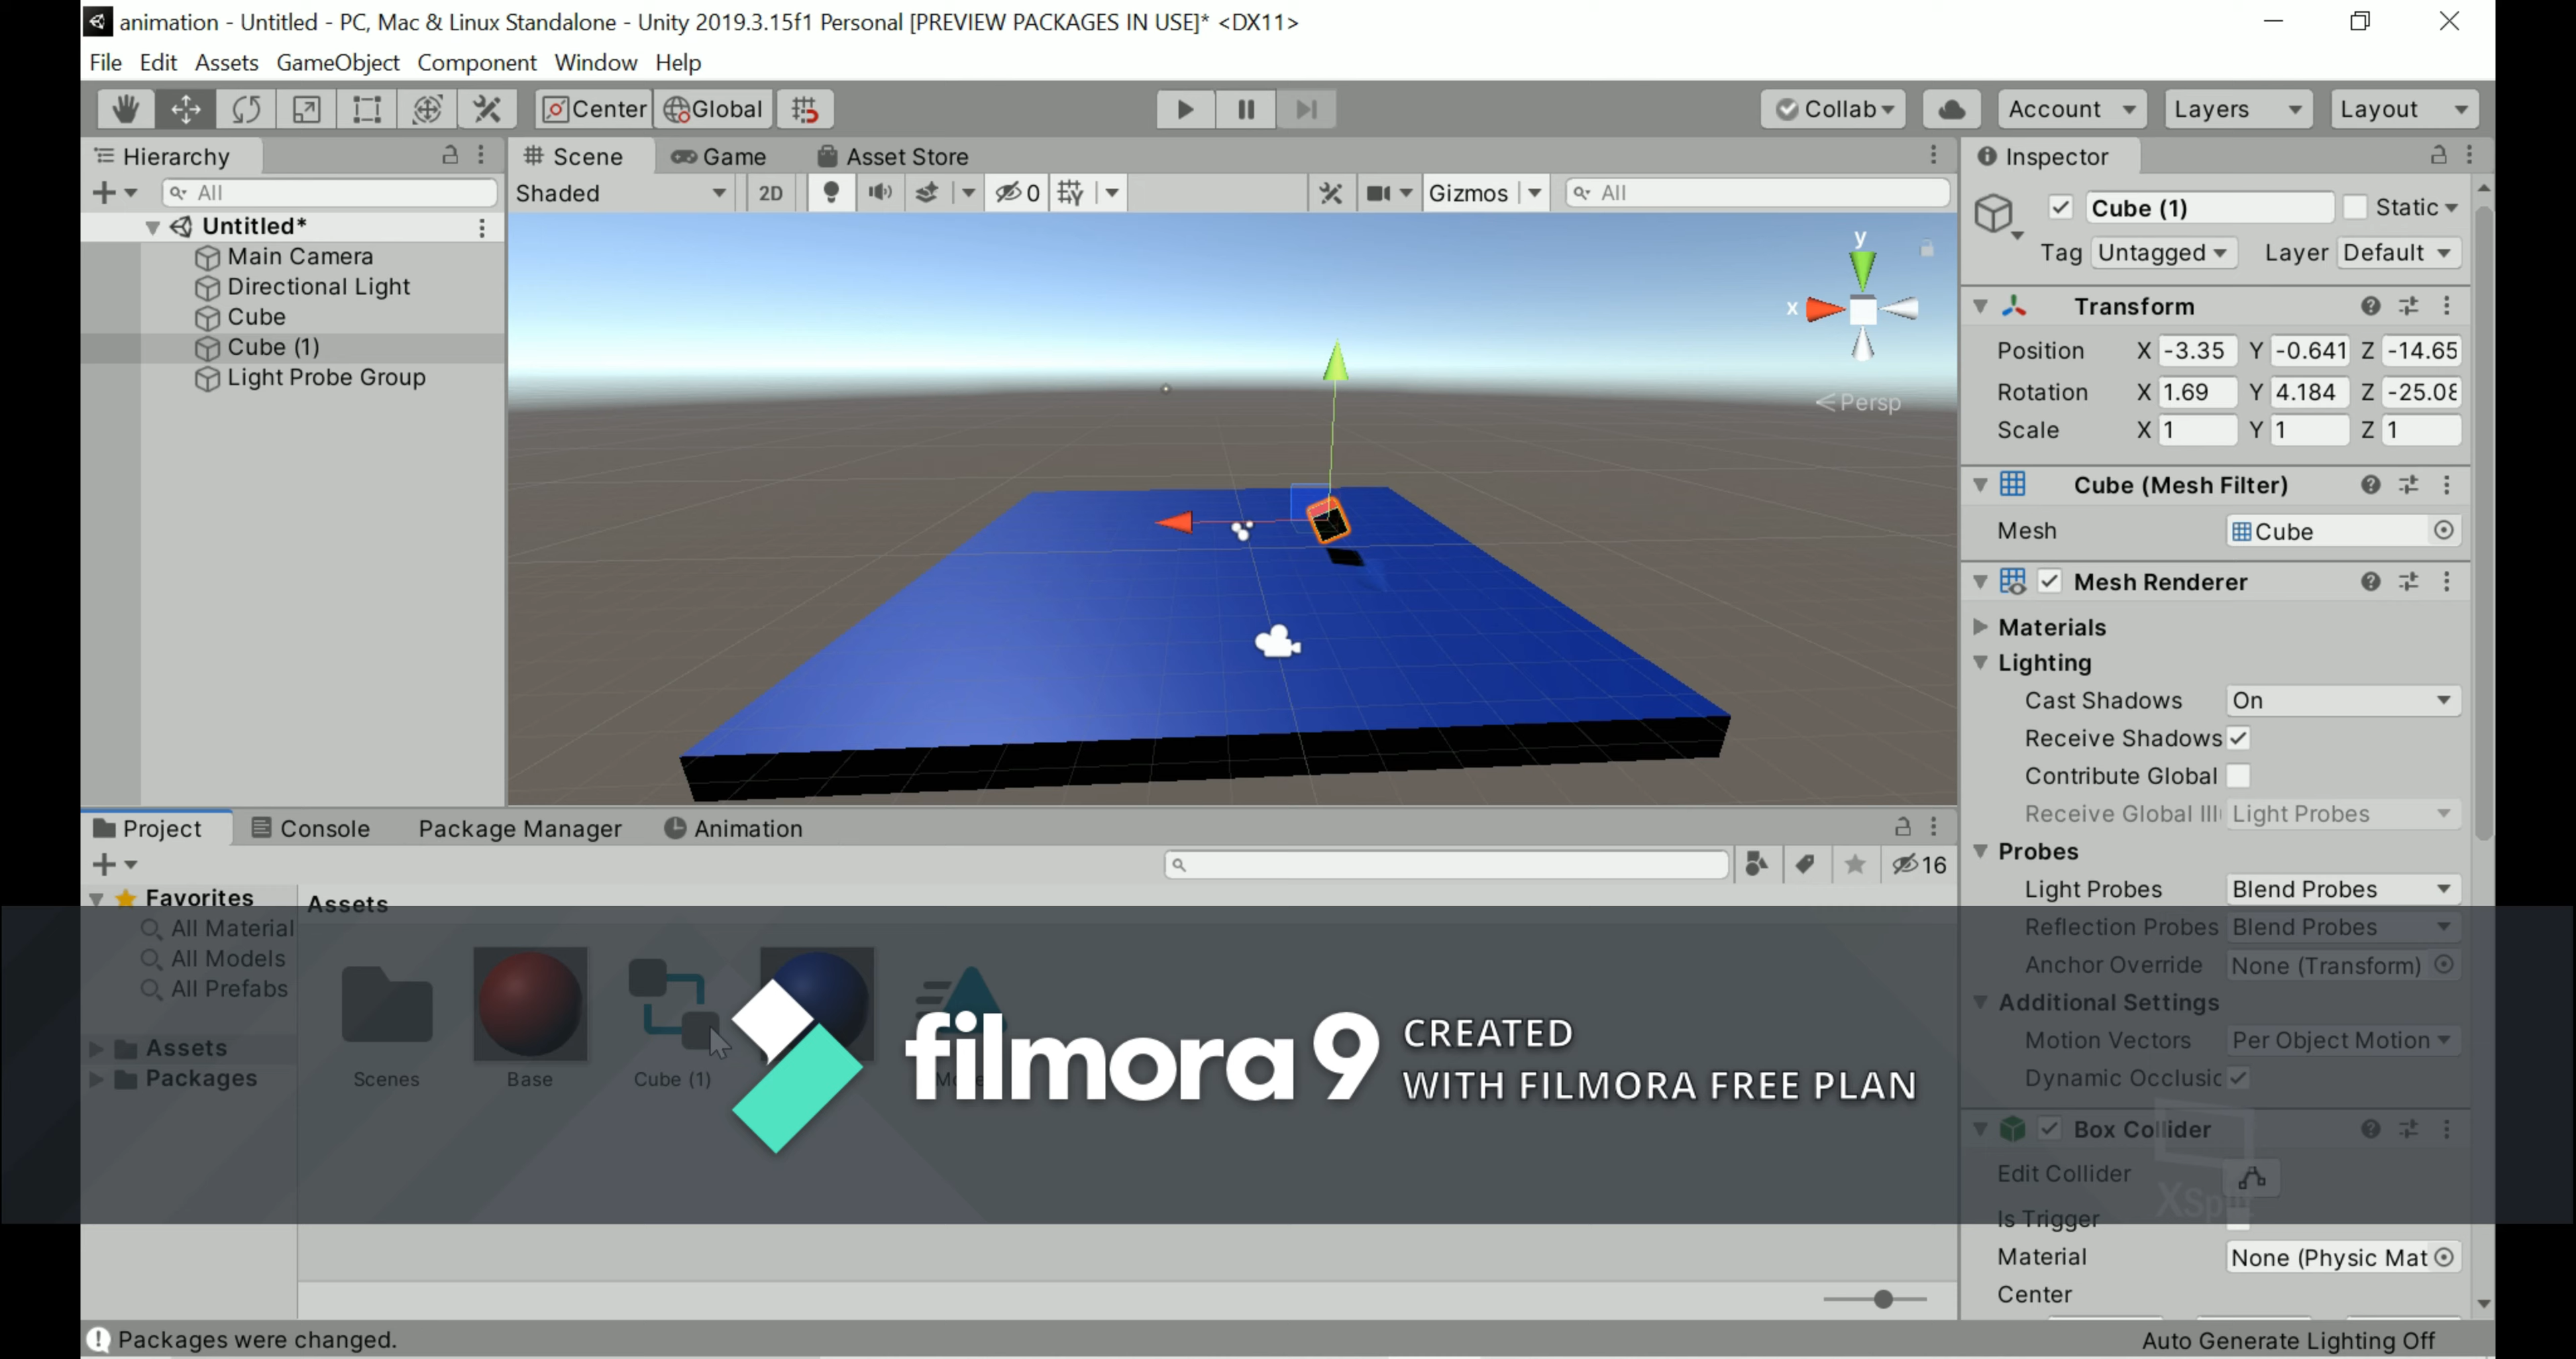 animation - Untitled - PC, Mac & Linux Standalone - Unity 2019.3.15f1 Personal [PREVIEW PACKAGES IN USE]* <DX11>
File Edit Assets GameObject Component Window Help
Center Global Collab Account Layers Layout
Hierarchy
All
Untitled*
Main Camera
Directional Light
Cube
Cube (1)
Light Probe Group
Scene Game Asset Store
Shaded 2D 0 Gizmos All
y
x
Persp
Inspector
Cube (1) Static
Tag Untagged Layer Default
Transform
Position X -3.35 Y -0.641 Z -14.65
Rotation X 1.69 Y 4.184 Z -25.08
Scale X 1 Y 1 Z 1
Cube (Mesh Filter)
Mesh Cube
Mesh Renderer
Materials
Lighting
Cast Shadows On
Receive Shadows
Contribute Global
Receive Global Ill Light Probes
Probes
Light Probes Blend Probes
Reflection Probes Blend Probes
Anchor Override None (Transform)
Additional Settings
Motion Vectors Per Object Motion
Dynamic Occlusic
Box Collider
Edit Collider
Is Trigger
Material None (Physic Mat
Center
Project Console Package Manager Animation
16
Favorites
All Material
All Models
All Prefabs
Assets
Packages
Assets
Scenes Base Cube (1)
filmora9 CREATED
WITH FILMORA FREE PLAN
Packages were changed.
Auto Generate Lighting Off